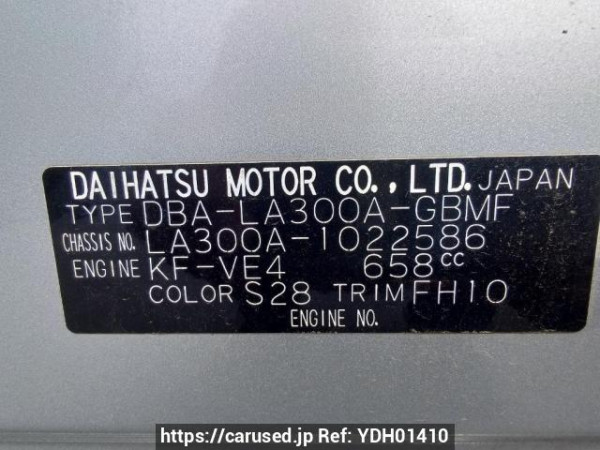 DAIHATSU MOTOR CO., LTD. JAPAN
TYPE DBA-LA300A-GBMF
CHASSIS NO. LA300A-1022586
ENGINE KF-VE4 658cc
COLOR S28 TRIM FH10
ENGINE NO.
https://carused.jp Ref: YDH01410